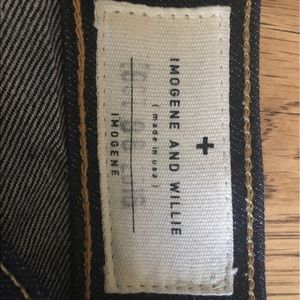 +
IMOGENE AND WILLIE
( made in usa )
IMOGENE